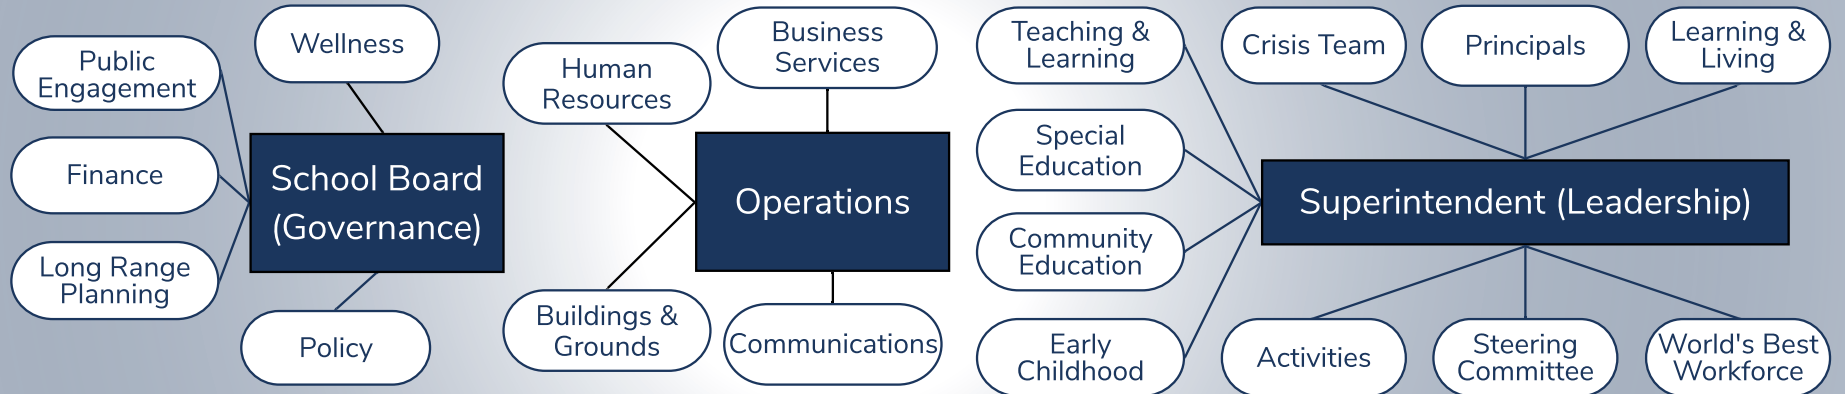 Public
Engagement
Wellness
Finance
School Board
(Governance)
Long Range
Planning
Policy
Human
Resources
Business
Services
Operations
Buildings &
Grounds
Communications
Teaching &
Learning
Crisis Team
Principals
Learning &
Living
Special
Education
Superintendent (Leadership)
Community
Education
Early
Childhood
Activities
Steering
Committee
World's Best
Workforce